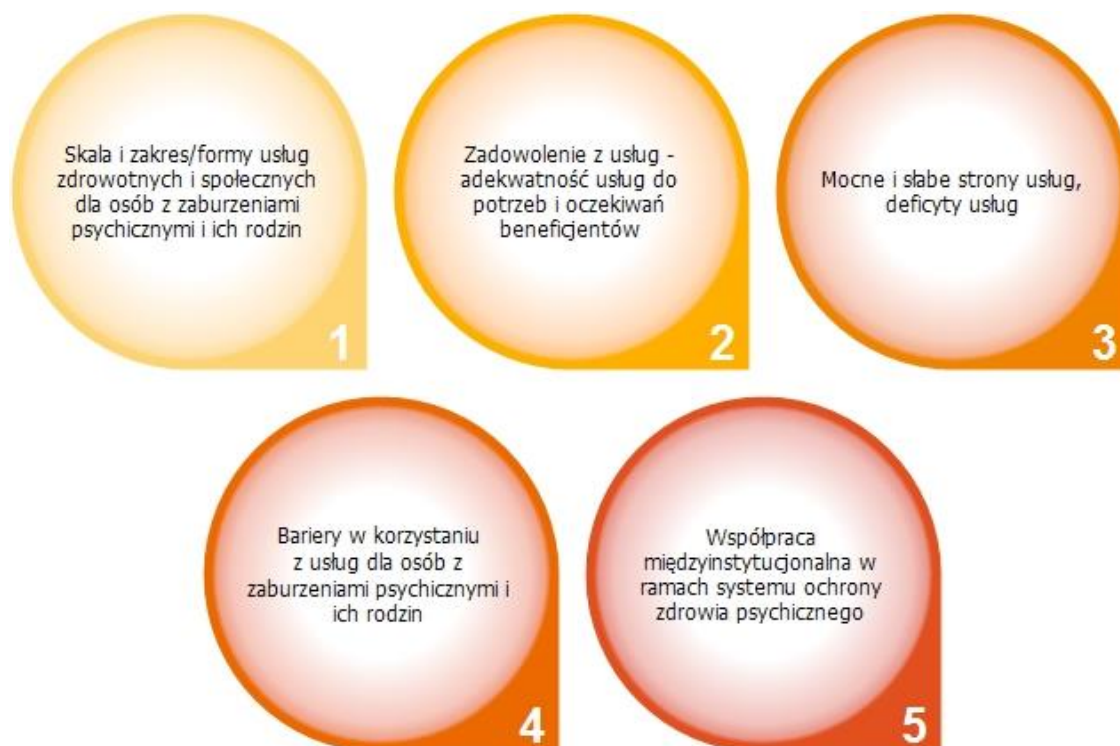 Skala i zakres/formy usług
zdrowotnych i społecznych
dla osób z zaburzeniami
psychicznymi i ich rodzin
1
Zadowolenie z usług -
adekwatność usług do
potrzeb i oczekiwań
beneficjentów
2
Mocne i słabe strony usług,
deficyty usług
3
Bariery w korzystaniu
z usług dla osób z
zaburzeniami psychicznymi i
ich rodzin
4
Współpraca
międzyinstytucjonalna w
ramach systemu ochrony
zdrowia psychicznego
5